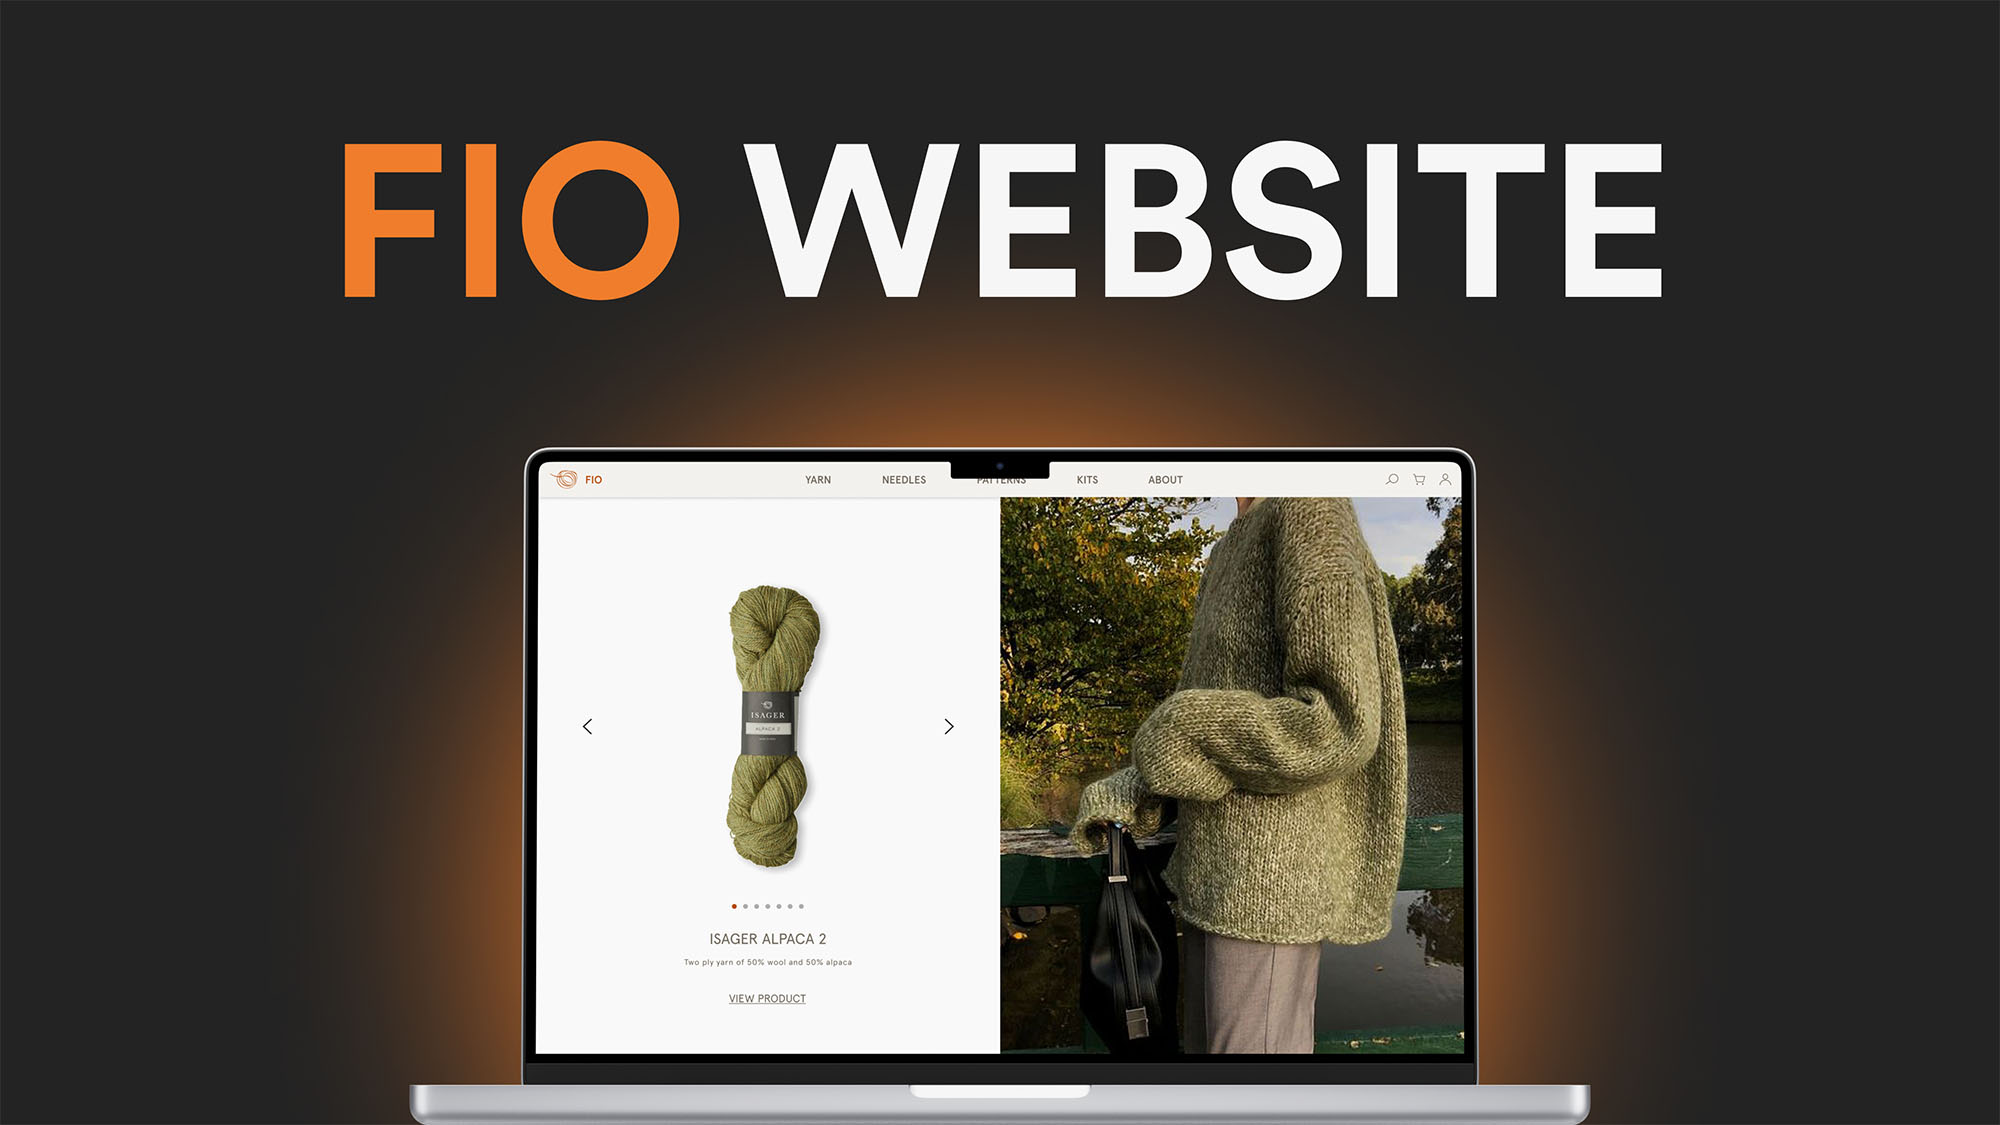 FIO WEBSITE
FIO YARN NEEDLES PATTERNS KITS ABOUT
ISAGER
ALPACA 2
ISAGER ALPACA 2
Two ply yarn of 50% wool and 50% alpaca
VIEW PRODUCT